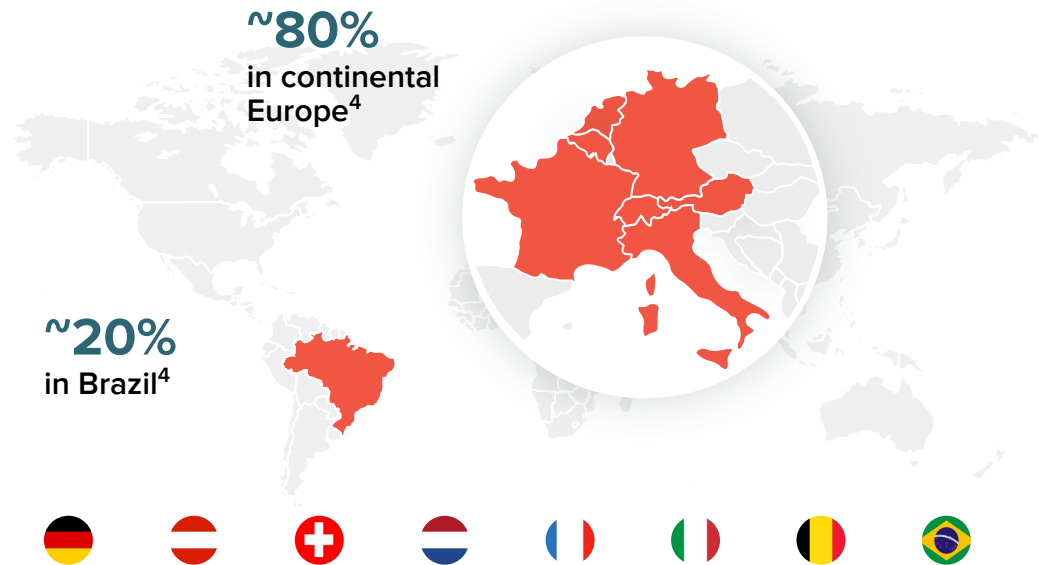 ~80%
in continental
Europe⁴
~20%
in Brazil⁴